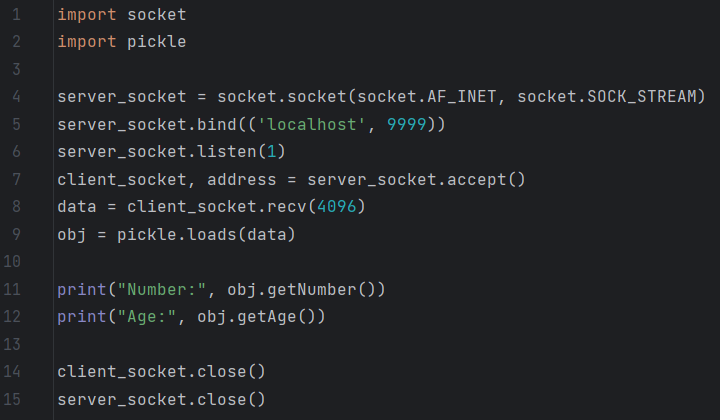 1 import socket
2 import pickle
3
4 server_socket = socket.socket(socket.AF_INET, socket.SOCK_STREAM)
5 server_socket.bind(('localhost', 9999))
6 server_socket.listen(1)
7 client_socket, address = server_socket.accept()
8 data = client_socket.recv(4096)
9 obj = pickle.loads(data)
10
11 print("Number:", obj.getNumber())
12 print("Age:", obj.getAge())
13
14 client_socket.close()
15 server_socket.close()